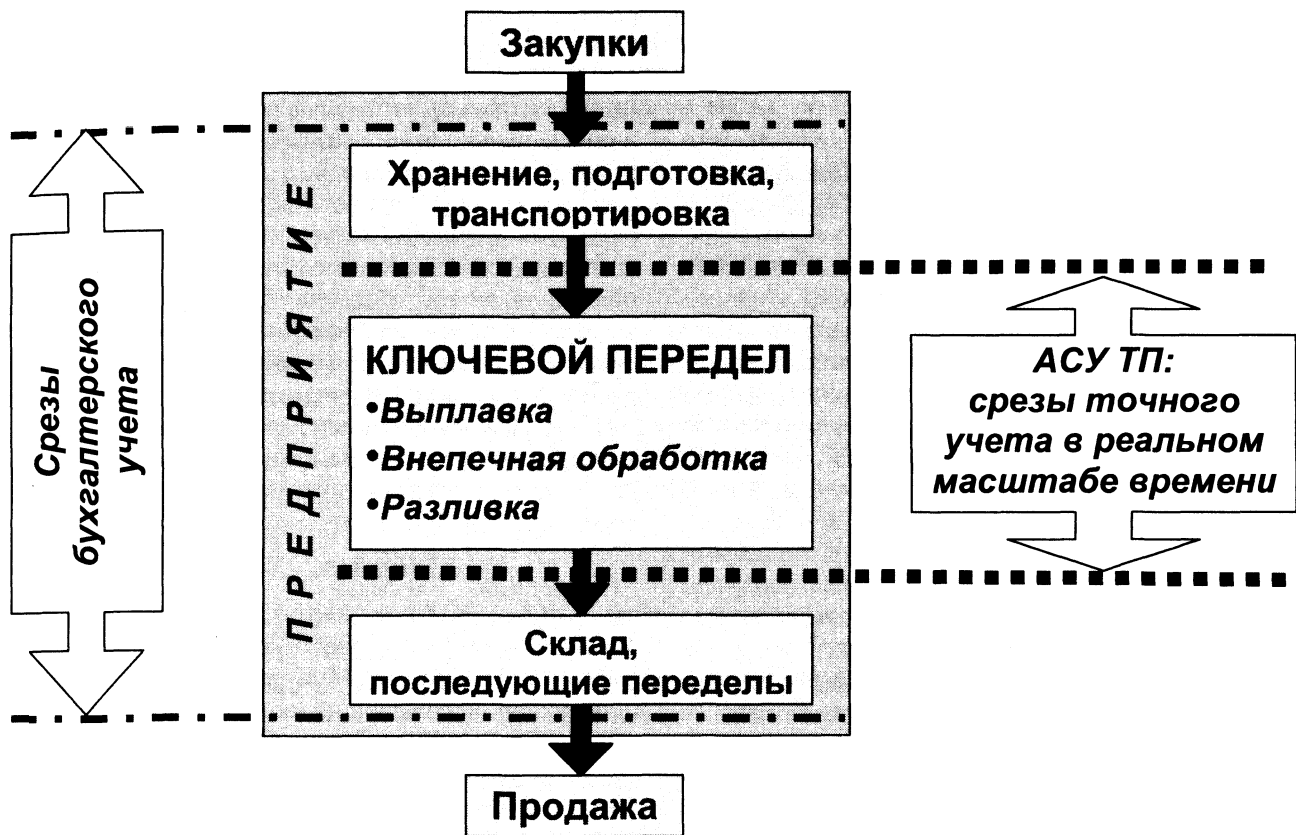 Закупки
ПРЕДПРИЯТИЕ
Хранение, подготовка,
транспортировка
КЛЮЧЕВОЙ ПЕРЕДЕЛ
•Выплавка
•Внепечная обработка
•Разливка
Склад,
последующие переделы
Продажа
Срезы
бухгалтерского
учета
АСУ ТП:
срезы точного
учета в реальном
масштабе времени